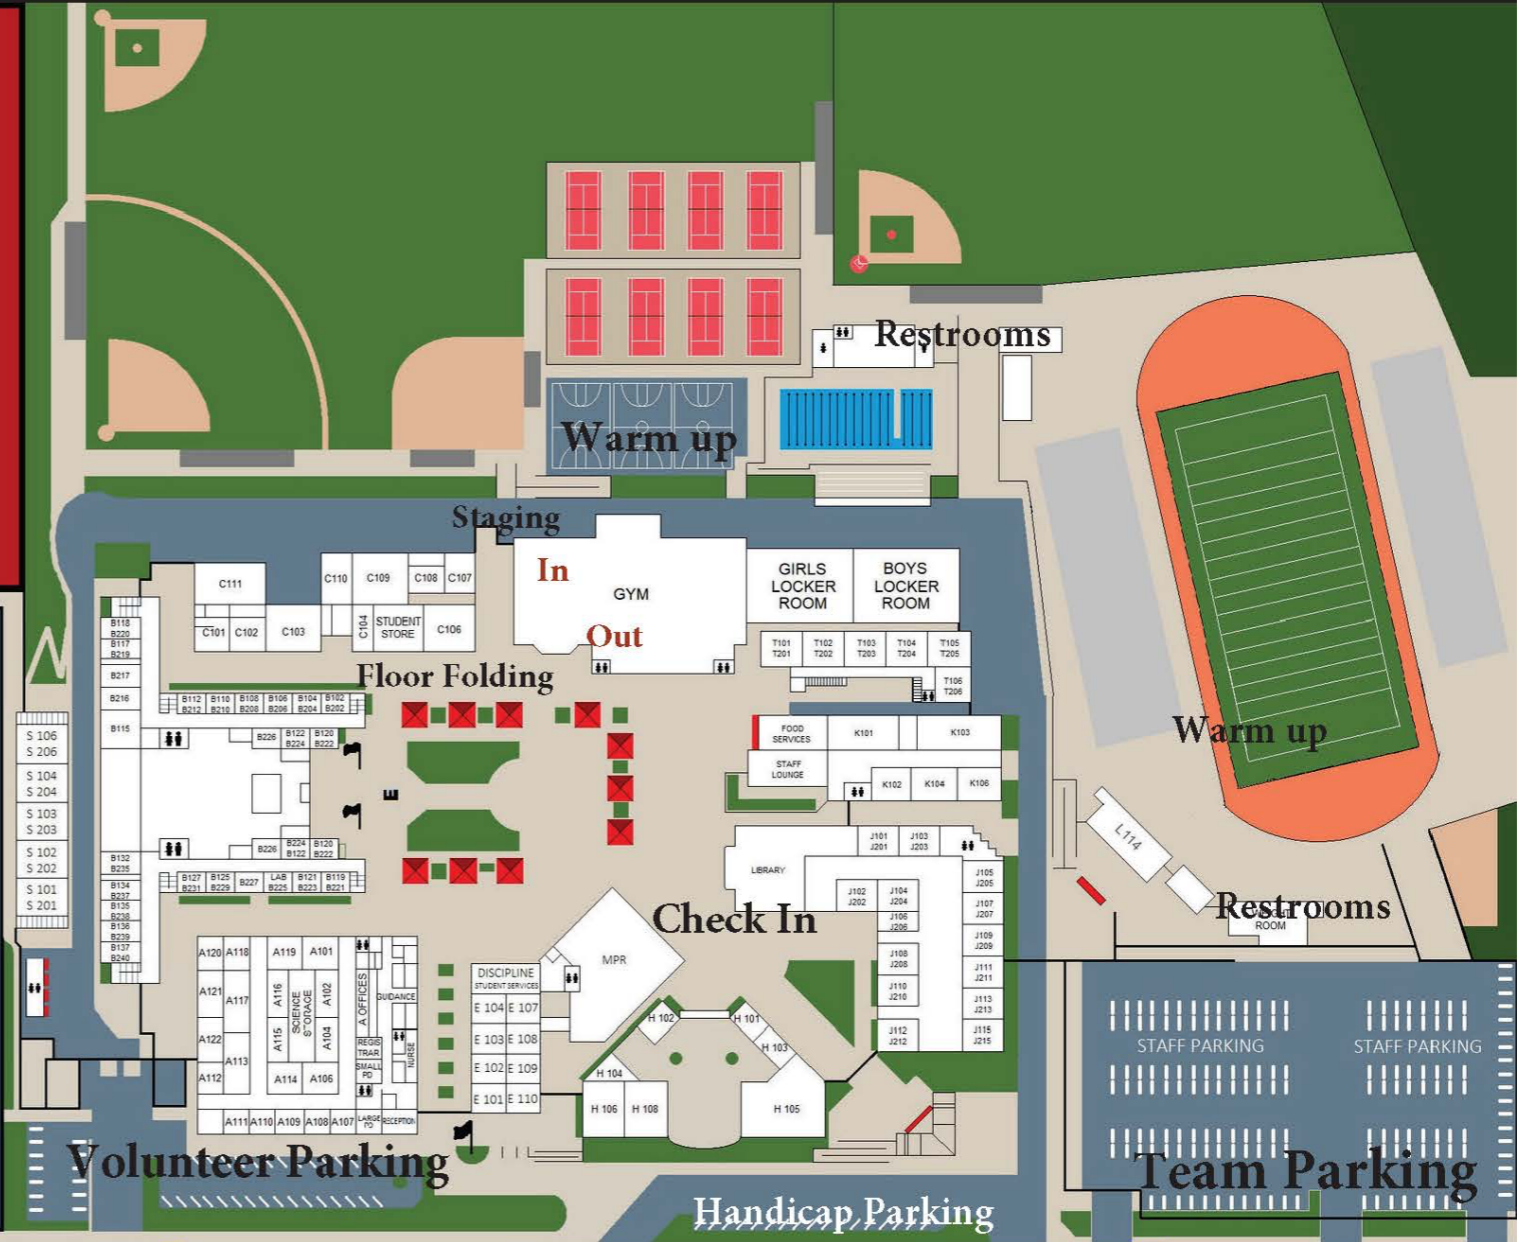 Restrooms
Warm up
Staging
In
GYM
Out
GIRLS
LOCKER
ROOM
BOYS
LOCKER
ROOM
C111
C110
C109
C108
C107
C101
C102
C103
C104
STUDENT
STORE
C106
T101
T201
T102
T202
T103
T203
T104
T204
T105
T205
T106
T206
Floor Folding
B118
B220
B117
B219
B217
B216
B115
B112
B212
B110
B210
B108
B208
B106
B206
B104
B204
B102
B202
B226
B122
B224
B120
B222
S 106
S 206
S 104
S 204
S 103
S 203
S 102
S 202
S 101
S 201
E
FOOD
SERVICES
STAFF
LOUNGE
K101
K103
K102
K104
K106
Warm up
L114
Restrooms
ROOM
B226
B224
B122
B120
B222
B132
B235
B134
B237
B135
B238
B136
B239
B137
B240
B127
B231
B125
B229
B227
LAB
B225
B121
B223
B119
B221
LIBRARY
J101
J201
J103
J203
J105
J205
J102
J202
J104
J204
J106
J206
J107
J207
J109
J209
J108
J208
J111
J211
J110
J210
J113
J213
J112
J212
J115
J215
Check In
MPR
A120
A118
A119
A101
A121
A117
A116
SCIENCE
STORAGE
A102
A122
A115
A104
A113
A112
A114
A106
A111
A110
A109
A108
A107
A OFFICES
GUIDANCE
REGIS
TRAR
SMALL
PD
NURSE
LARGE
PD
RECEPTION
DISCIPLINE
STUDENT SERVICES
E 104
E 107
E 103
E 108
E 102
E 109
E 101
E 110
H 102
H 101
H 103
H 104
H 106
H 108
H 105
STAFF PARKING
STAFF PARKING
Volunteer Parking
Team Parking
Handicap Parking